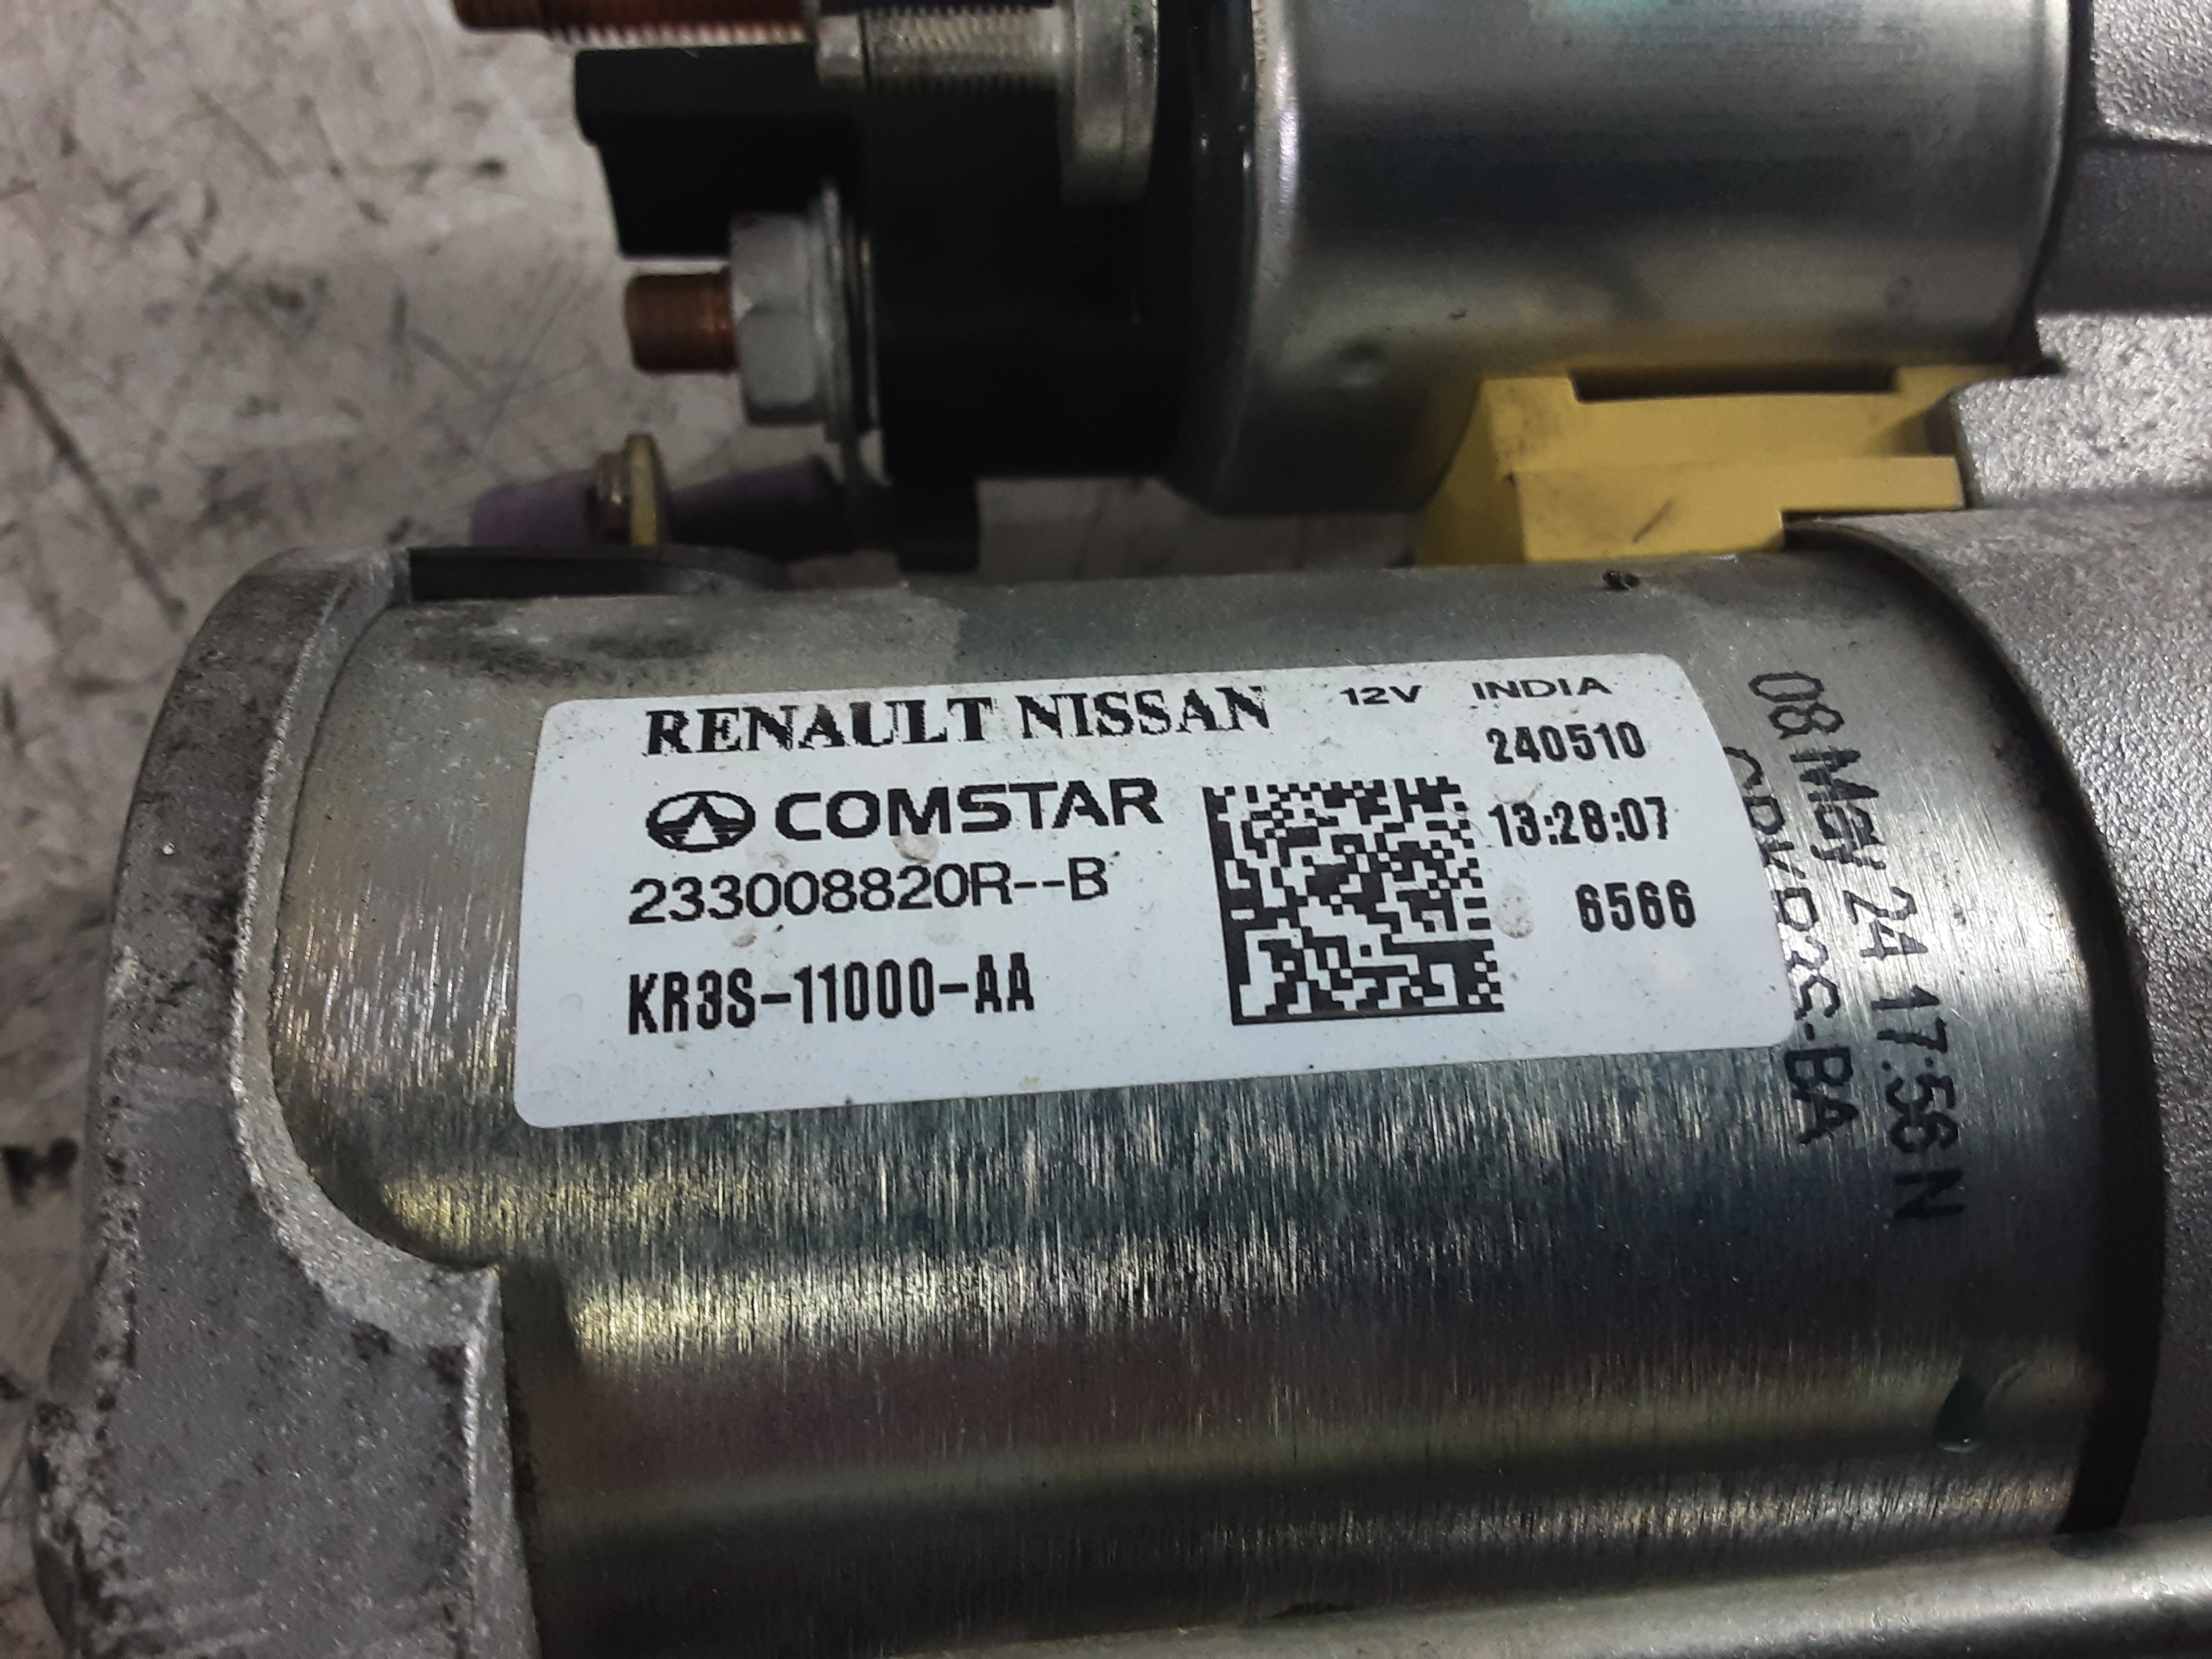 RENAULT NISSAN 12V INDIA
240510
COMSTAR
13:28:07
233008820R--B
6566
KR3S-11000-AA
08 May 24 17:56 N